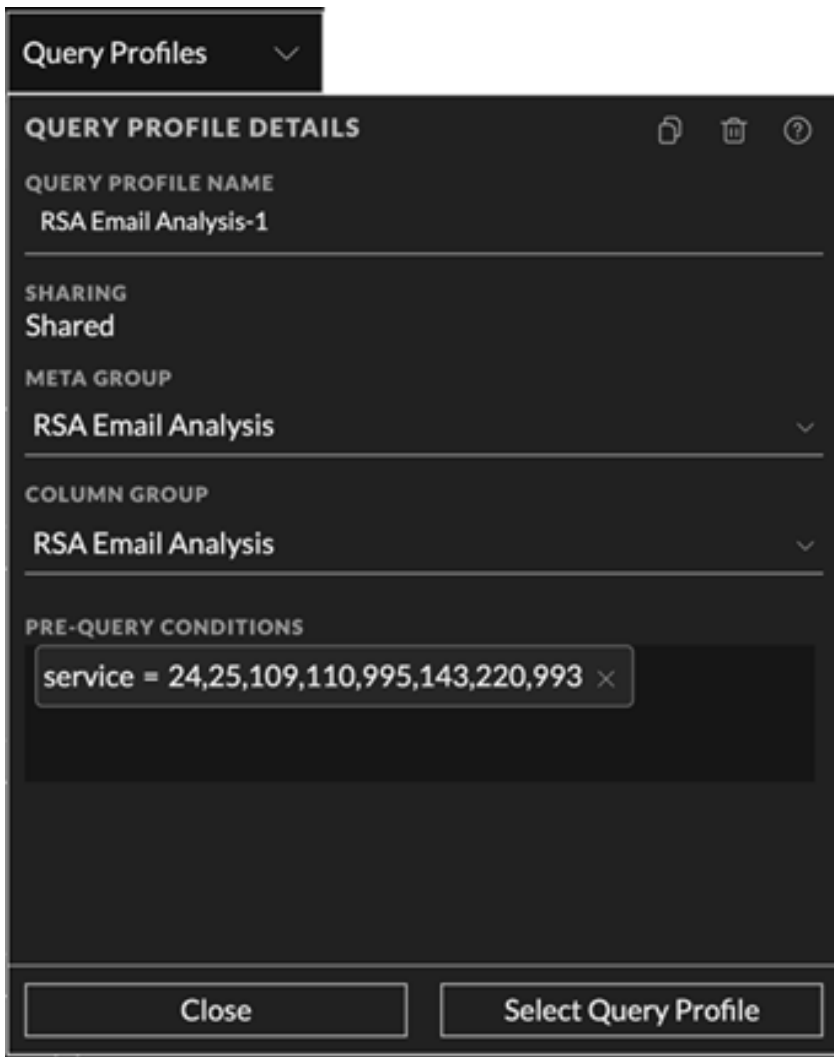 Query Profiles
QUERY PROFILE DETAILS
QUERY PROFILE NAME
RSA Email Analysis-1
SHARING
Shared
META GROUP
RSA Email Analysis
COLUMN GROUP
RSA Email Analysis
PRE-QUERY CONDITIONS
service = 24,25,109,110,995,143,220,993
Close
Select Query Profile